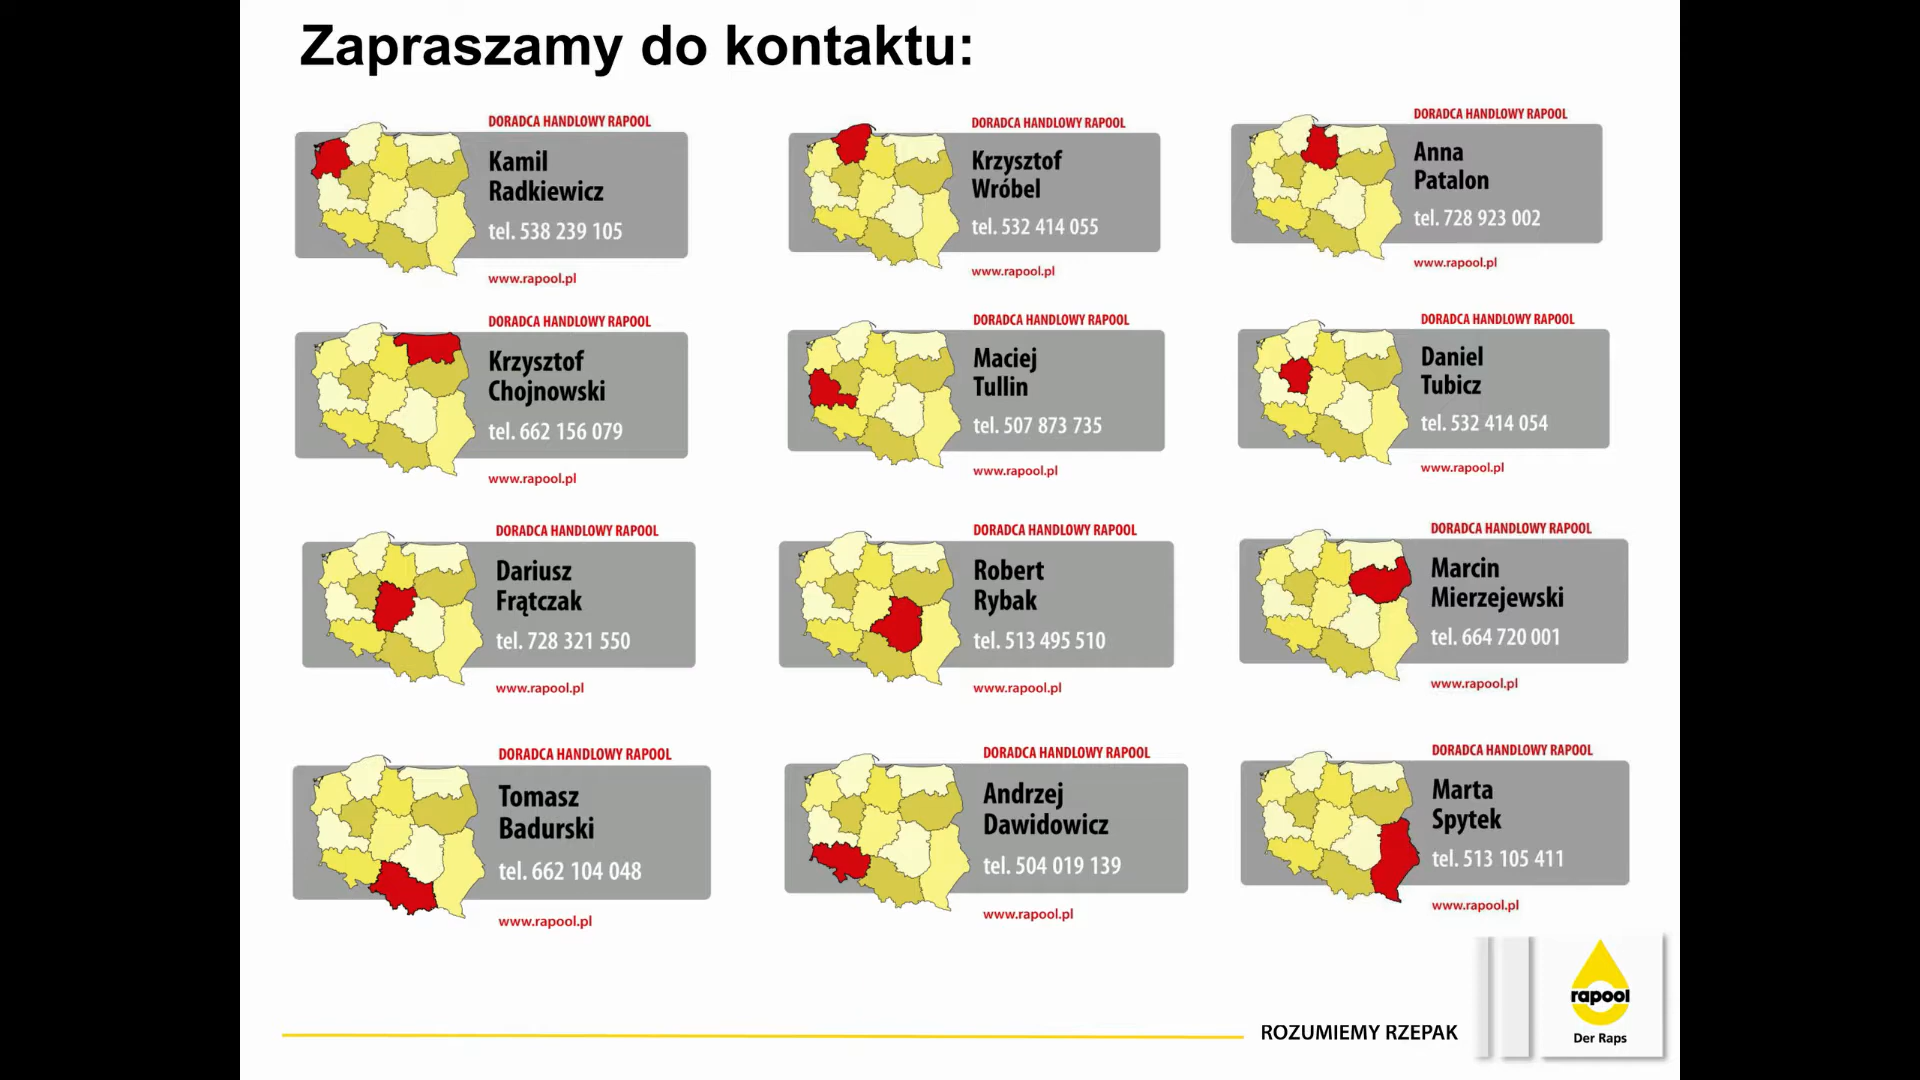 Zapraszamy do kontaktu:
DORADCA HANDLOWY RAPOOL
Kamil
Radkiewicz
tel. 538 239 105
www.rapool.pl
DORADCA HANDLOWY RAPOOL
Krzysztof
Wróbel
tel. 532 414 055
www.rapool.pl
DORADCA HANDLOWY RAPOOL
Anna
Patalon
tel. 728 923 002
www.rapool.pl
DORADCA HANDLOWY RAPOOL
Krzysztof
Chojnowski
tel. 662 156 079
www.rapool.pl
DORADCA HANDLOWY RAPOOL
Maciej
Tullin
tel. 507 873 735
www.rapool.pl
DORADCA HANDLOWY RAPOOL
Daniel
Tubicz
tel. 532 414 054
www.rapool.pl
DORADCA HANDLOWY RAPOOL
Dariusz
Frątczak
tel. 728 321 550
www.rapool.pl
DORADCA HANDLOWY RAPOOL
Robert
Rybak
tel. 513 495 510
www.rapool.pl
DORADCA HANDLOWY RAPOOL
Marcin
Mierzejewski
tel. 664 720 001
www.rapool.pl
DORADCA HANDLOWY RAPOOL
Tomasz
Badurski
tel. 662 104 048
www.rapool.pl
DORADCA HANDLOWY RAPOOL
Andrzej
Dawidowicz
tel. 504 019 139
www.rapool.pl
DORADCA HANDLOWY RAPOOL
Marta
Spytek
tel. 513 105 411
www.rapool.pl
ROZUMIEMY RZEPAK
rapool
Der Raps